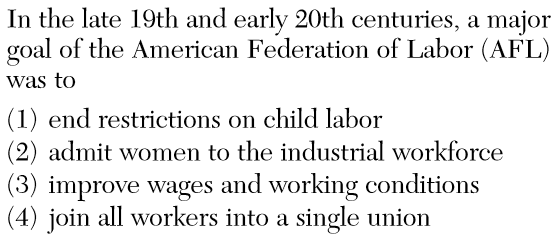 In the late 19th and early 20th centuries, a major
goal of the American Federation of Labor (AFL)
was to
(1) end restrictions on child labor
(2) admit women to the industrial workforce
(3) improve wages and working conditions
(4) join all workers into a single union